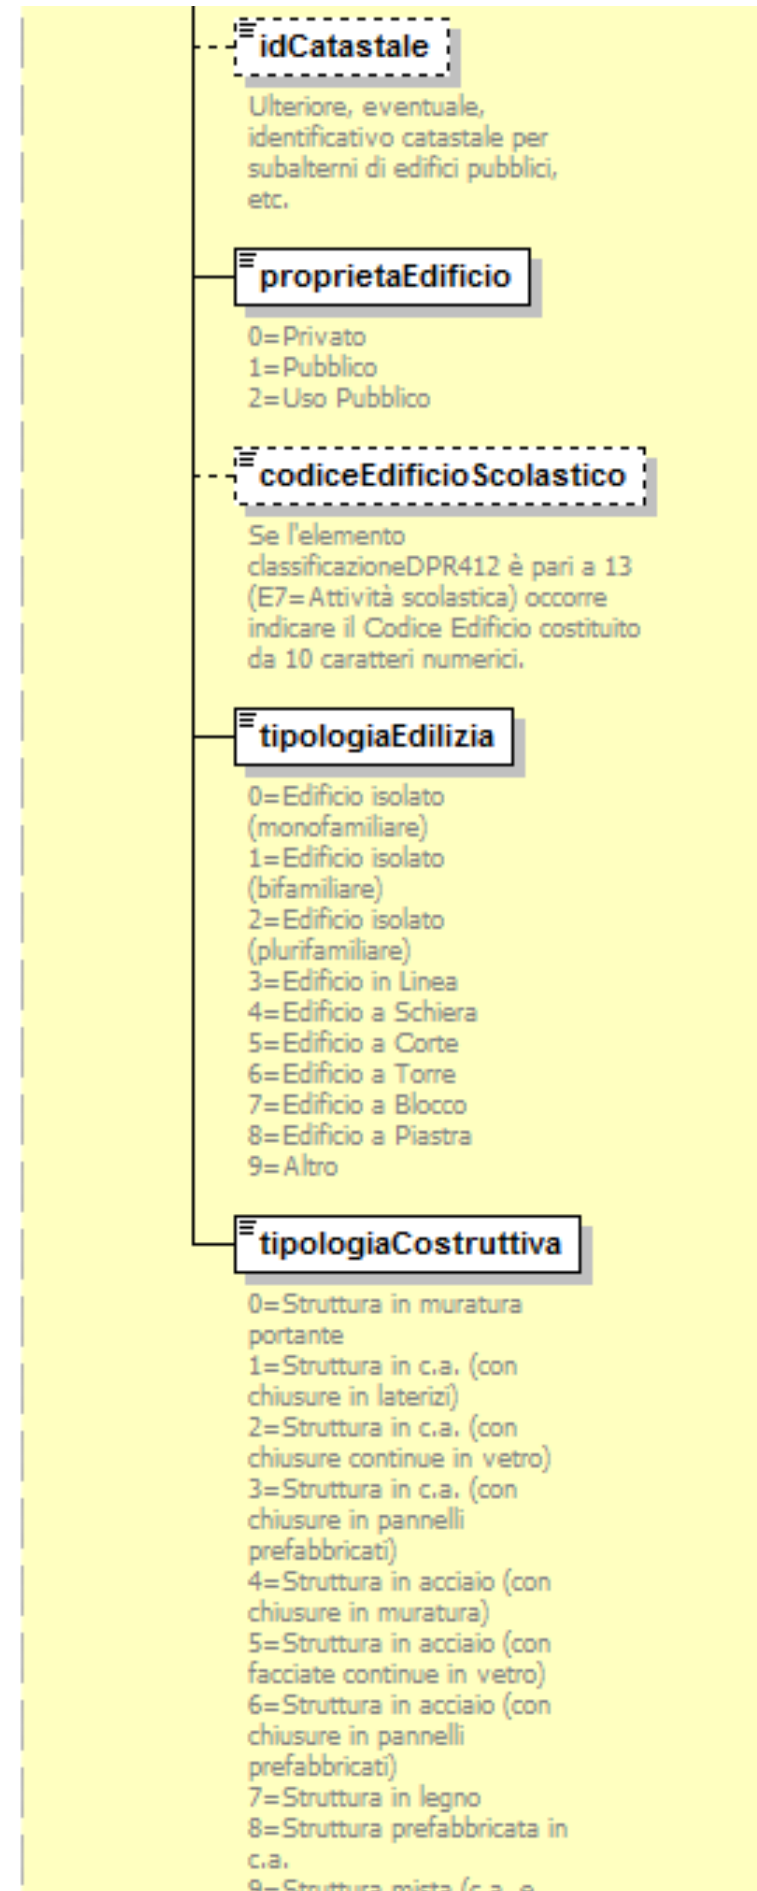 idCatastale
Ulteriore, eventuale,
identificativo catastale per
subalterni di edifici pubblici,
etc.
proprietaEdificio
0=Privato
1=Pubblico
2=Uso Pubblico
codiceEdificioScolastico
Se l'elemento
classificazioneDPR412 è pari a 13
(E7=Attività scolastica) occorre
indicare il Codice Edificio costituito
da 10 caratteri numerici.
tipologiaEdilizia
0=Edificio isolato
(monofamiliare)
1=Edificio isolato
(bifamiliare)
2=Edificio isolato
(plurifamiliare)
3=Edificio in Linea
4=Edificio a Schiera
5=Edificio a Corte
6=Edificio a Torre
7=Edificio a Blocco
8=Edificio a Piastra
9=Altro
tipologiaCostruttiva
0=Struttura in muratura
portante
1=Struttura in c.a. (con
chiusure in laterizi)
2=Struttura in c.a. (con
chiusure continue in vetro)
3=Struttura in c.a. (con
chiusure in pannelli
prefabbricati)
4=Struttura in acciaio (con
chiusure in muratura)
5=Struttura in acciaio (con
facciate continue in vetro)
6=Struttura in acciaio (con
chiusure in pannelli
prefabbricati)
7=Struttura in legno
8=Struttura prefabbricata in
c.a.
9=Struttura mista (c.a. e